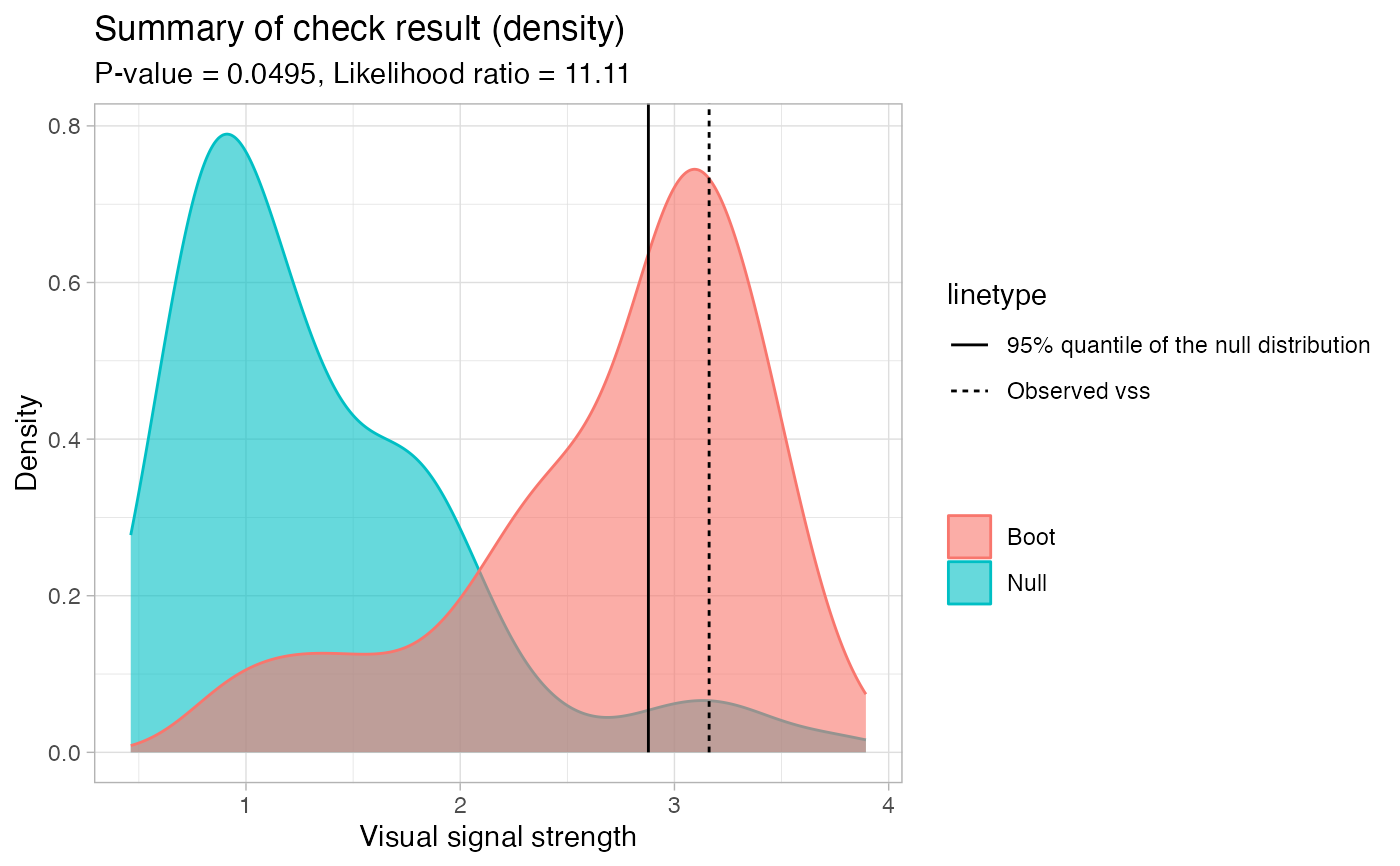 Summary of check result (density)
P-value = 0.0495, Likelihood ratio = 11.11
0.8
0.6
0.4
0.2
0.0
Density
1 2 3 4
Visual signal strength
linetype
95% quantile of the null distribution
Observed vss
Boot
Null